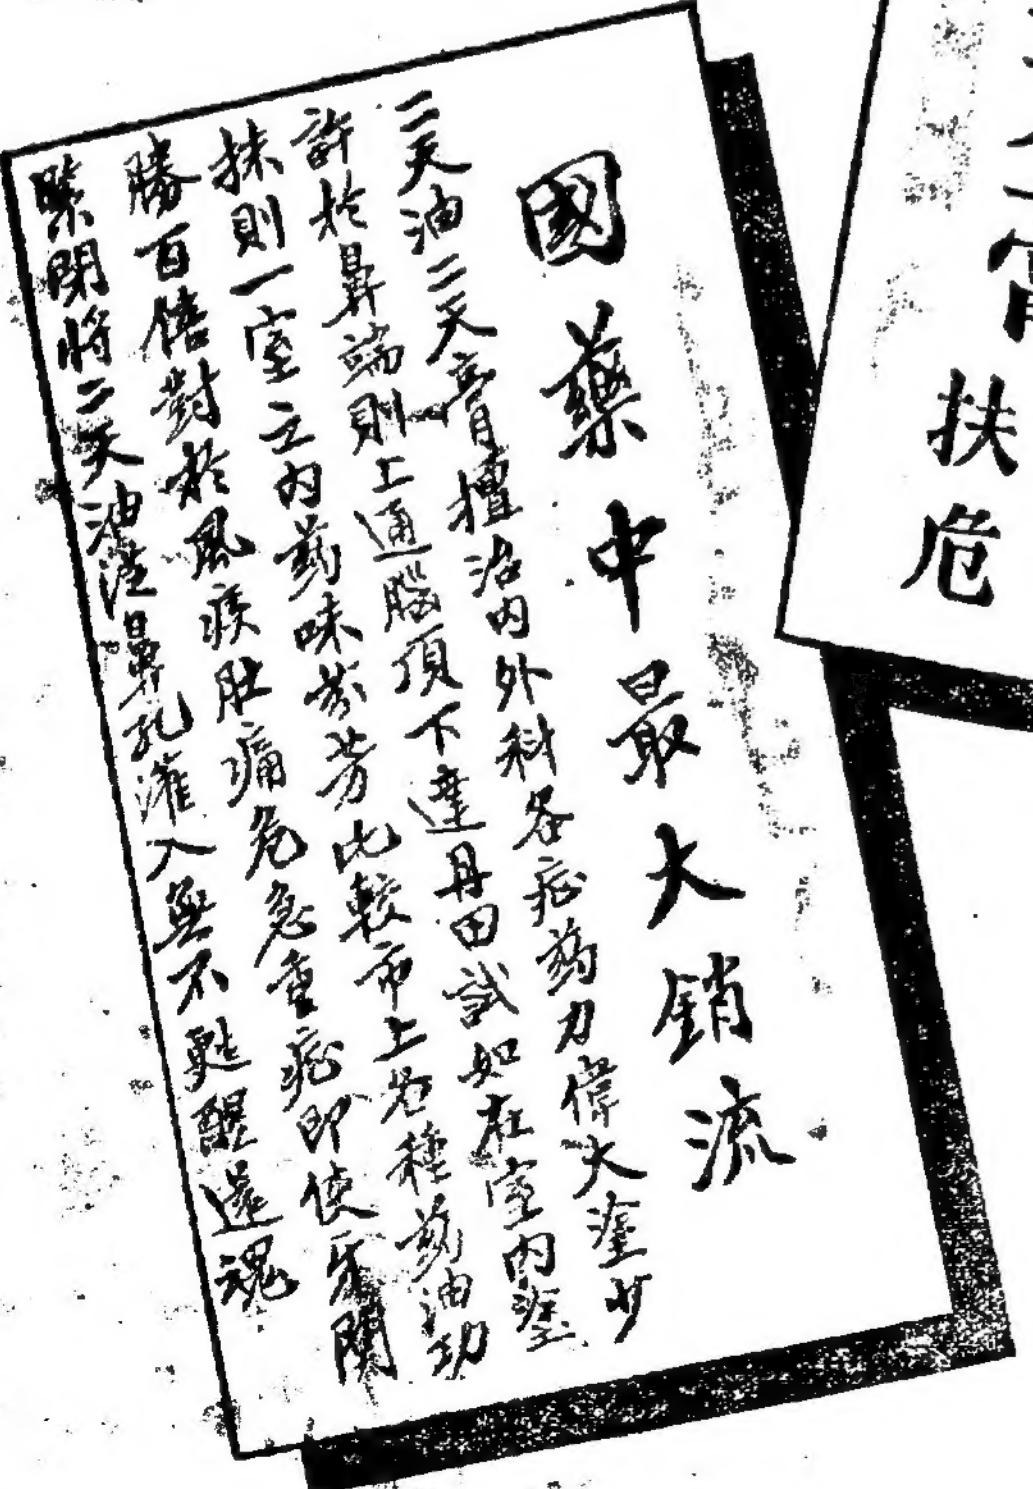 國藥中最大銷流
二天油二天膏擅治內外科各症药力偉大塗少
許於鼻端則上通腦頂下達丹田試如在室內塗
抹則一室之內药味芬芳比較市上各種药油功
勝百倍對於風痰肚痛危急重症即使牙關
緊閉將二天油從鼻孔灌入無不甦醒還魂
扶危